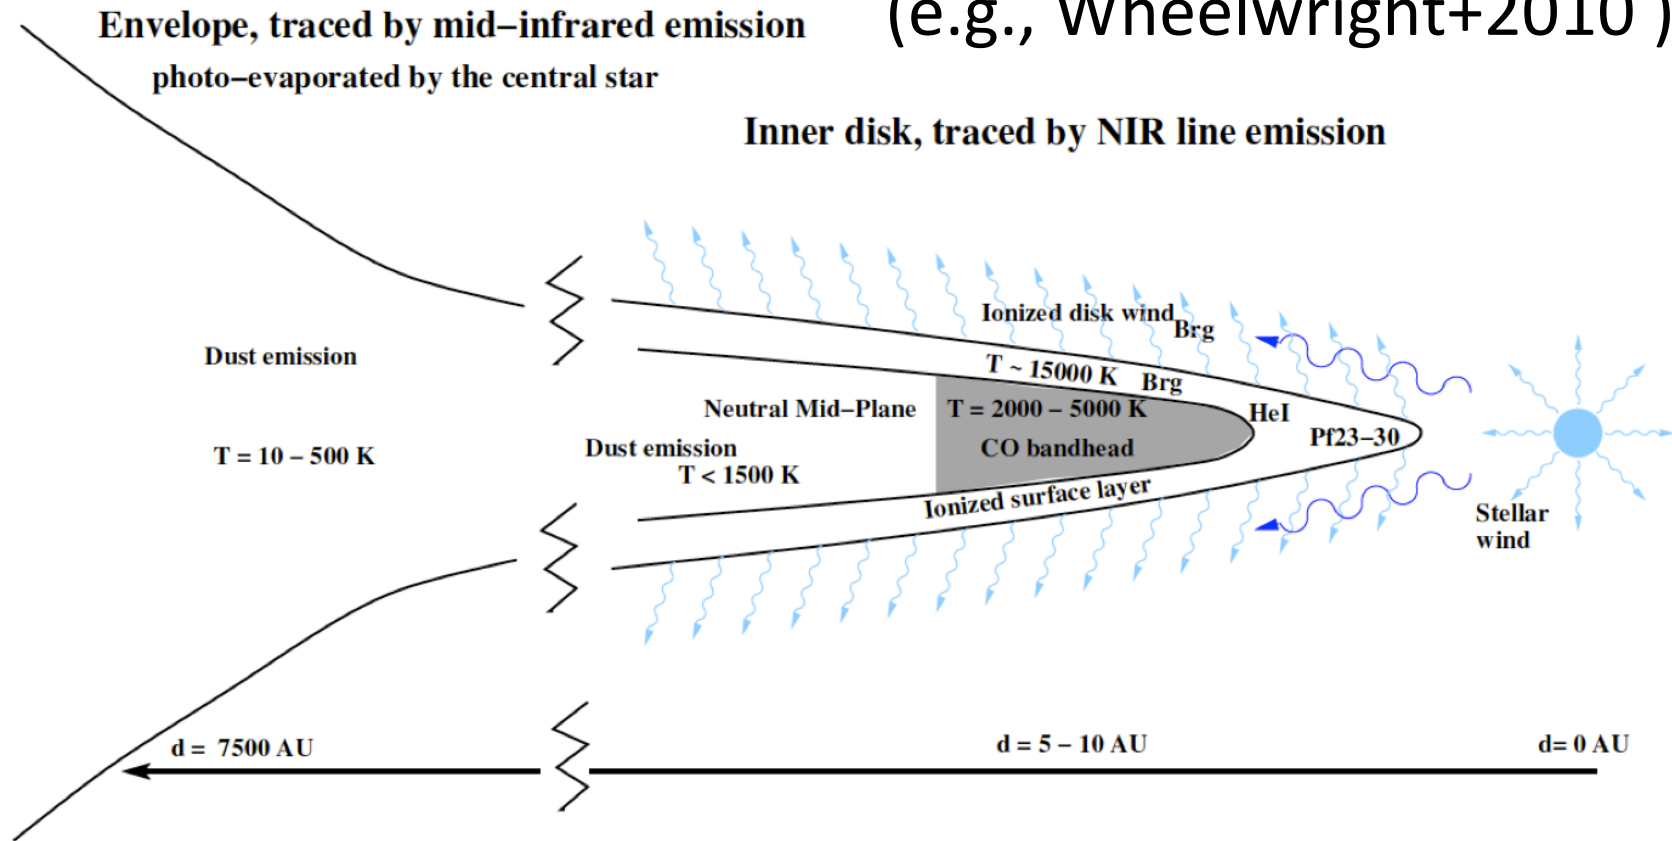 Envelope, traced by mid–infrared emission
(e.g., Wheelwright+2010 )
photo–evaporated by the central star
Inner disk, traced by NIR line emission
Ionized disk wind
Brg
Dust emission
T ~ 15000 K Brg
Neutral Mid–Plane
T = 2000 – 5000 K
HeI
Pf23–30
Dust emission
CO bandhead
T = 10 – 500 K
T < 1500 K
Ionized surface layer
Stellar
wind
d = 7500 AU
d = 5 – 10 AU
d= 0 AU